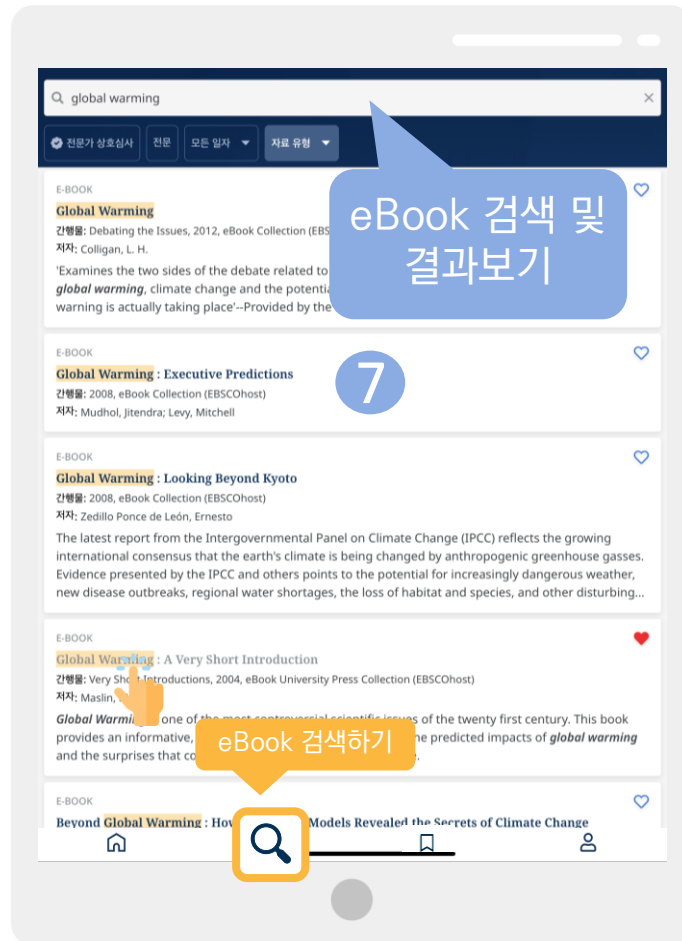 global warming
전문가 상호심사 전문 모든 일자 자료 유형
eBook 검색 및
결과보기
E-BOOK
Global Warming
간행물: Debating the Issues, 2012, eBook Collection (EBS
저자: Colligan, L. H.
'Examines the two sides of the debate related to
global warming, climate change and the potentia
warning is actually taking place'--Provided by the
7
E-BOOK
Global Warming : Executive Predictions
간행물: 2008, eBook Collection (EBSCOhost)
저자: Mudhol, Jitendra; Levy, Mitchell
E-BOOK
Global Warming : Looking Beyond Kyoto
간행물: 2008, eBook Collection (EBSCOhost)
저자: Zedillo Ponce de León, Ernesto
The latest report from the Intergovernmental Panel on Climate Change (IPCC) reflects the growing
international consensus that the earth's climate is being changed by anthropogenic greenhouse gasses.
Evidence presented by the IPCC and others points to the potential for increasingly dangerous weather,
new disease outbreaks, regional water shortages, the loss of habitat and species, and other disturbing...
E-BOOK
Global Warming : A Very Short Introduction
간행물: Very Short Introductions, 2004, eBook University Press Collection (EBSCOhost)
저자: Maslin,
Global Warming one of the most controversial scientific issues of the twenty first century. This book
provides an informative, he predicted impacts of global warming
and the surprises that co
eBook 검색하기
E-BOOK
Beyond Global Warming : How Models Revealed the Secrets of Climate Change